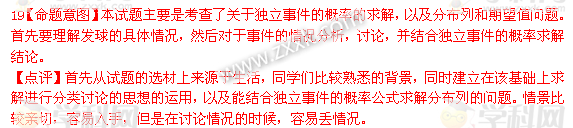 19【命题意图】本试题主要是考查了关于独立事件的概率的求解，以及分布列和期望值问题。
首先要理解发球的具体情况，然后对于事件的情况分析，讨论，并结合独立事件的概率求解
结论。
【点评】首先从试题的选材上来源于生活，同学们比较熟悉的背景，同时建立在该基础上求
解进行分类讨论的思想的运用，以及能结合独立事件的概率公式求解分布列的问题。情景比
较亲切，容易入手，但是在讨论情况的时候，容易丢情况。